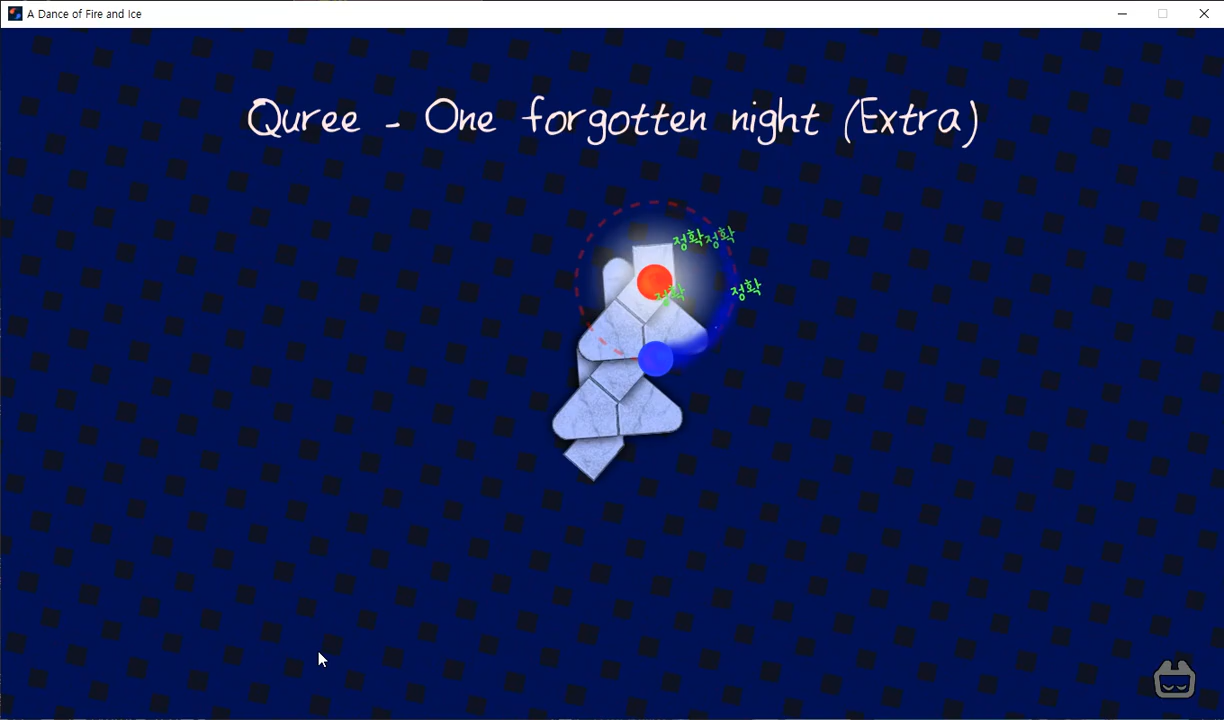 A Dance of Fire and Ice
Quree - One forgotten night (Extra)
정확정확
정확 정확